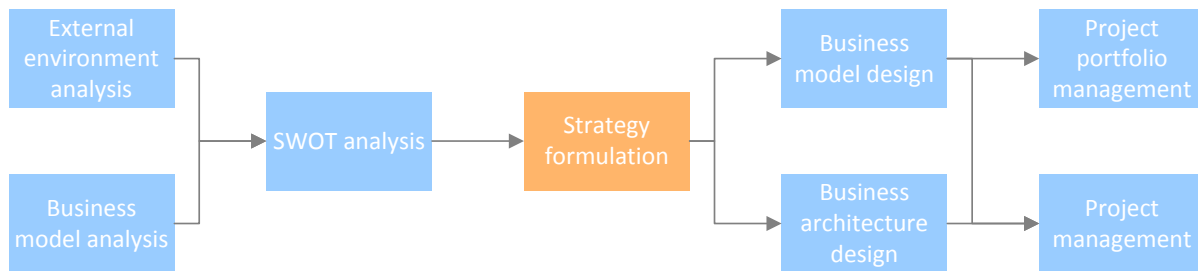 External
environment
analysis
Business
model analysis
SWOT analysis
Strategy
formulation
Business
model design
Business
architecture
design
Project
portfolio
management
Project
management